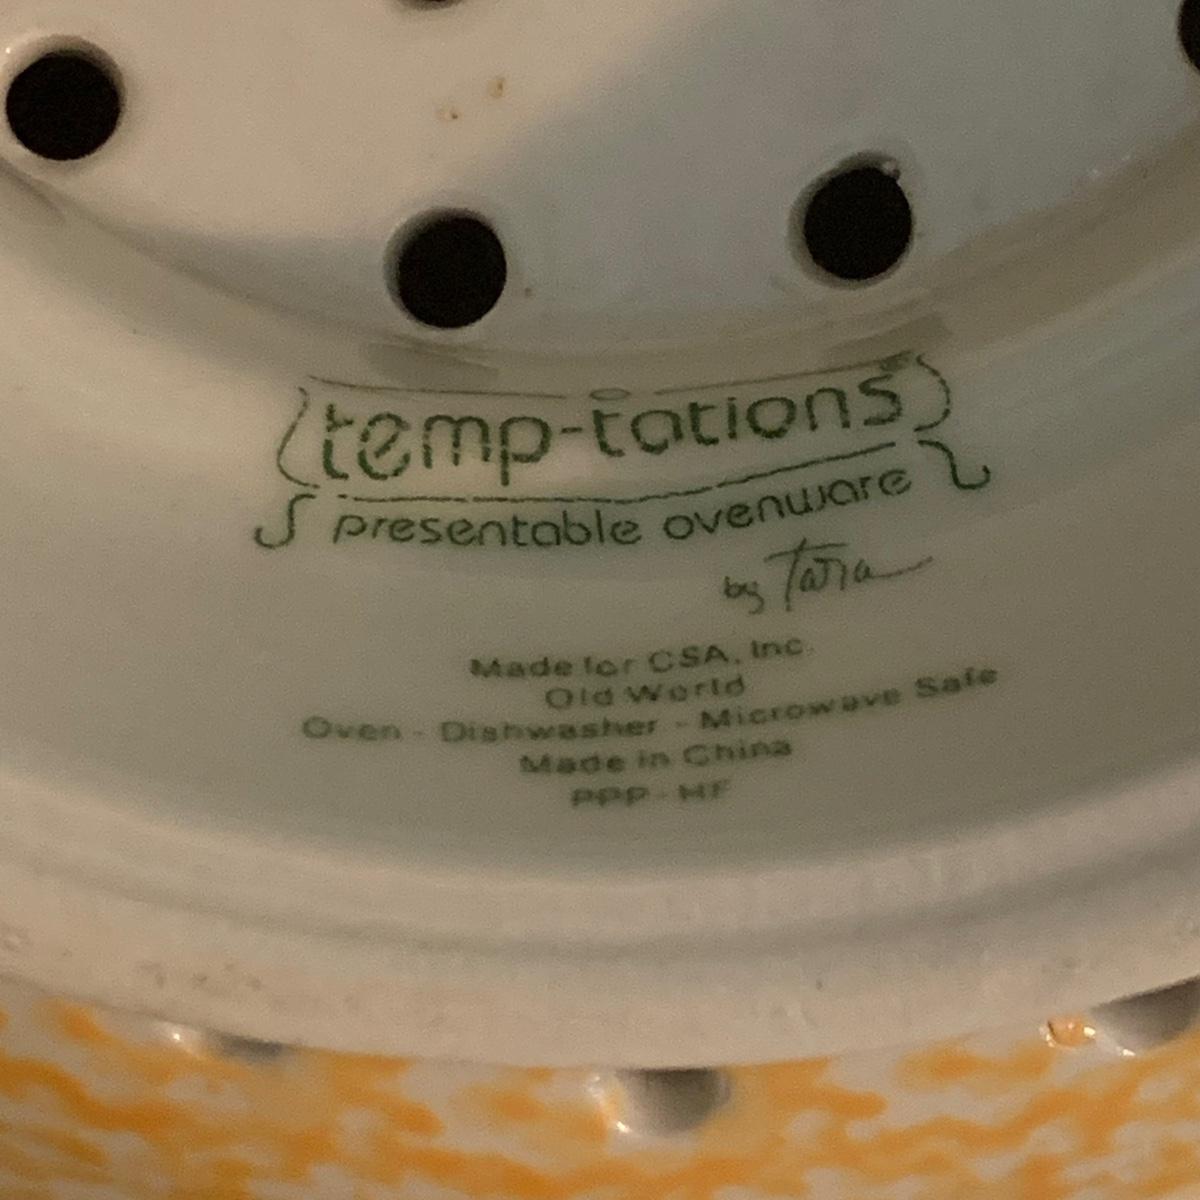 temp-tations®
presentable ovenware
by Tara
Made for CSA, Inc.
Old World
Oven - Dishwasher - Microwave Safe
Made in China
PPP - HF